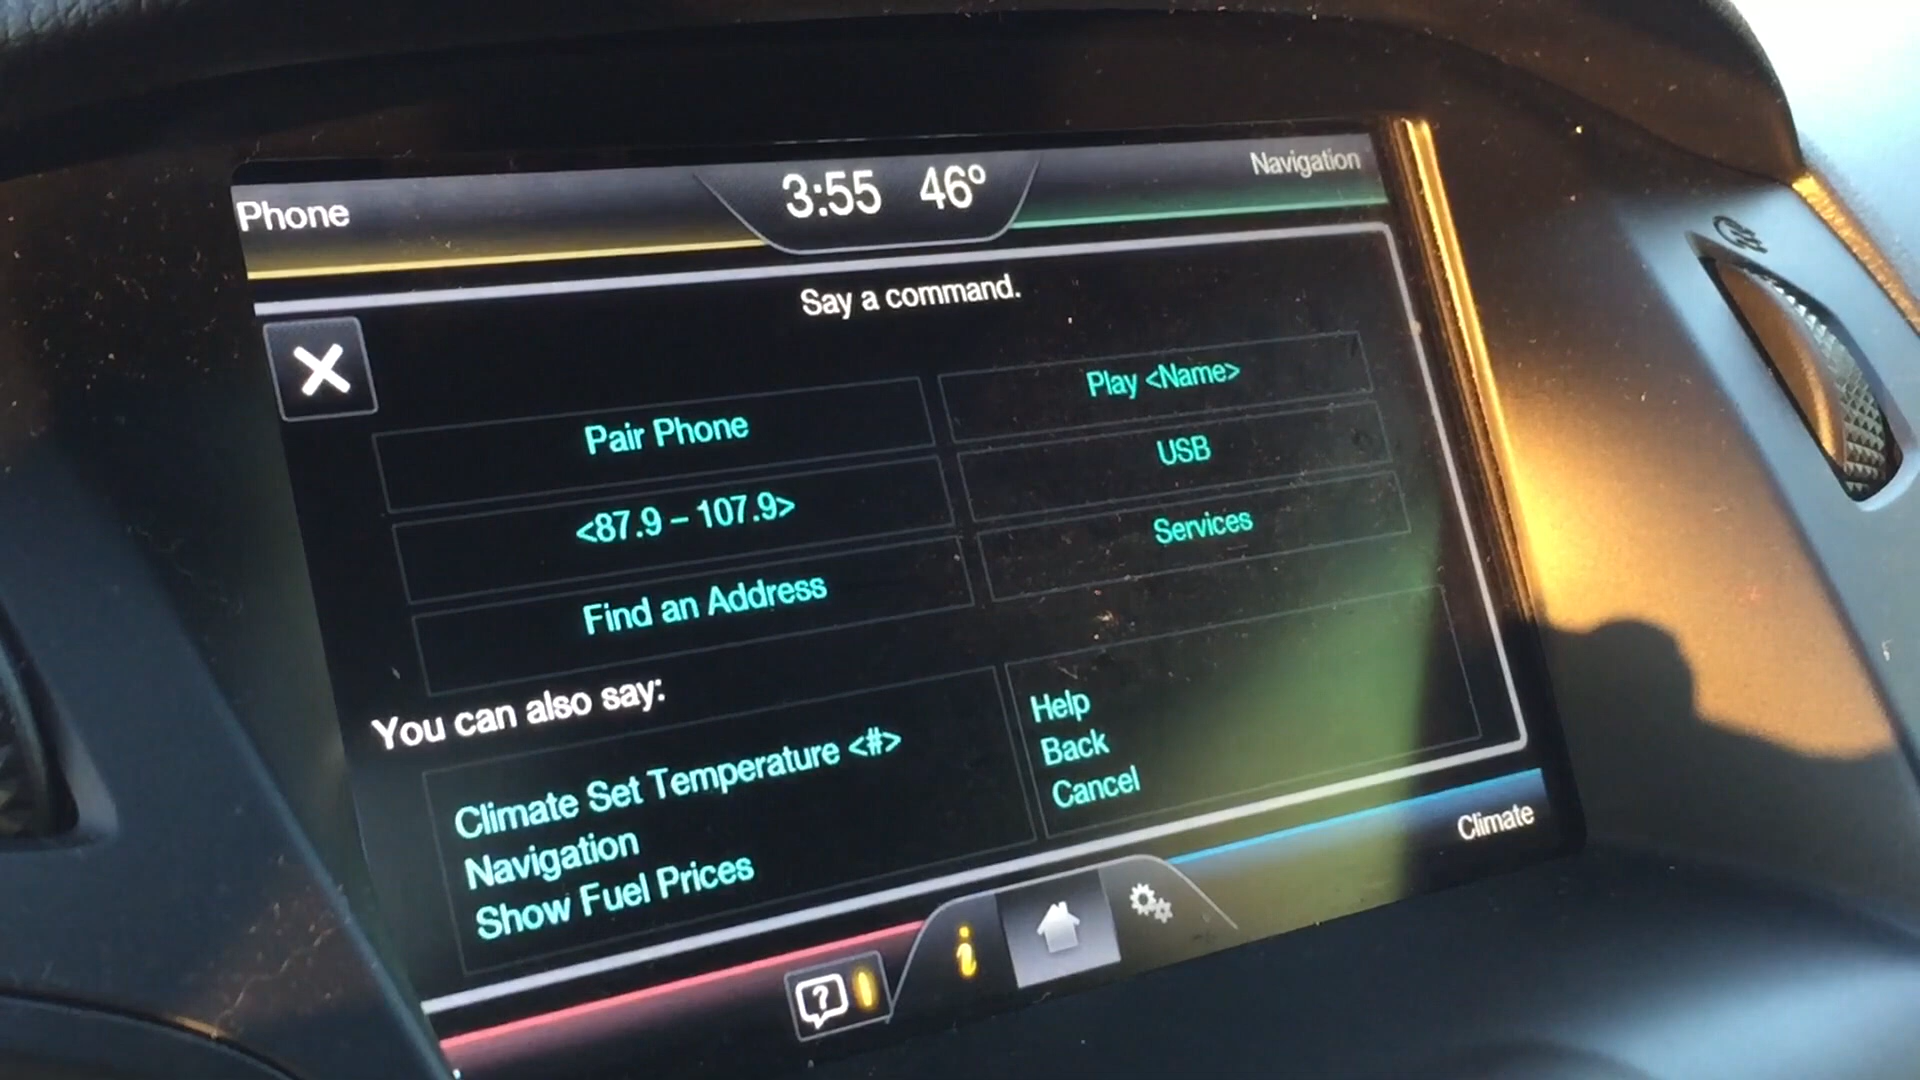 Phone
3:55 46°
Navigation
Say a command.
Pair Phone
Play <Name>
<87.9 – 107.9>
USB
Find an Address
Services
You can also say:
Climate Set Temperature <#>
Navigation
Show Fuel Prices
Help
Back
Cancel
Climate
?
i